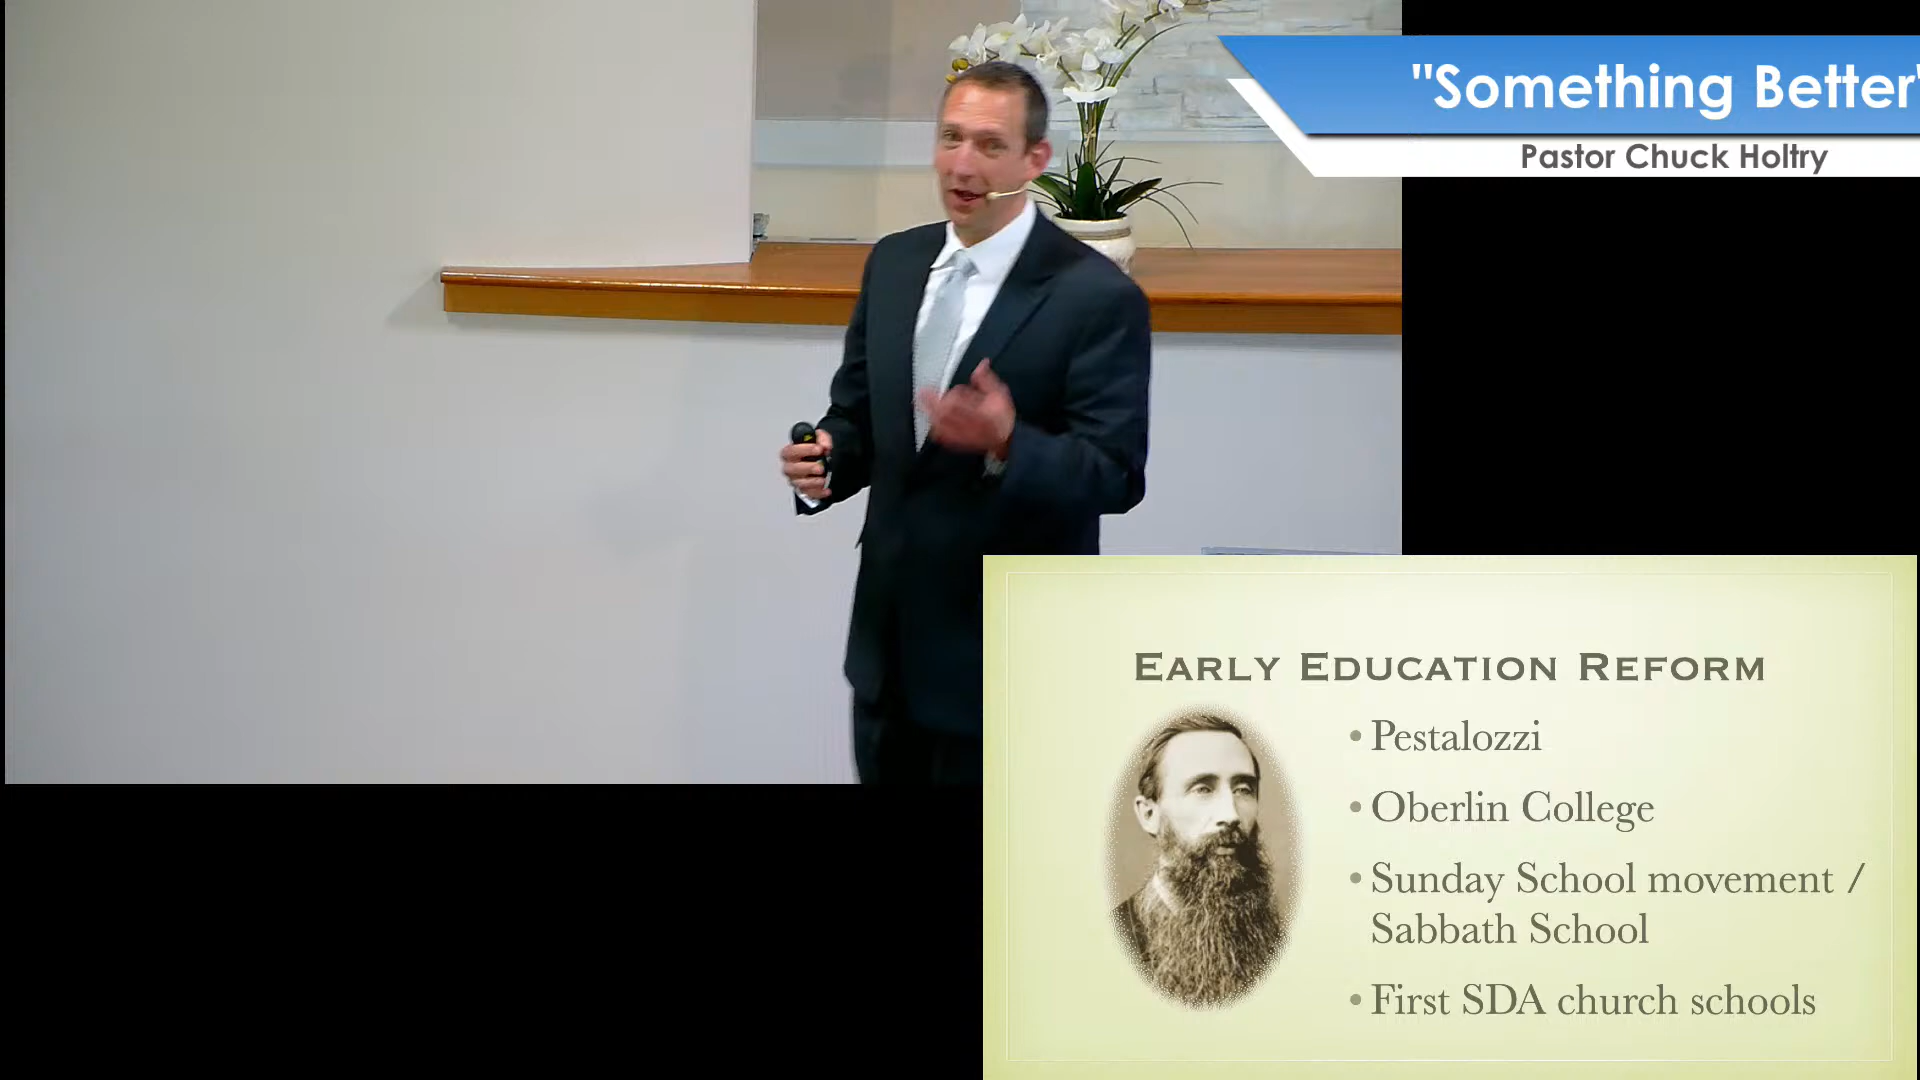 "Something Better"
Pastor Chuck Holtry
Early Education Reform
• Pestalozzi
• Oberlin College
• Sunday School movement /
Sabbath School
• First SDA church schools